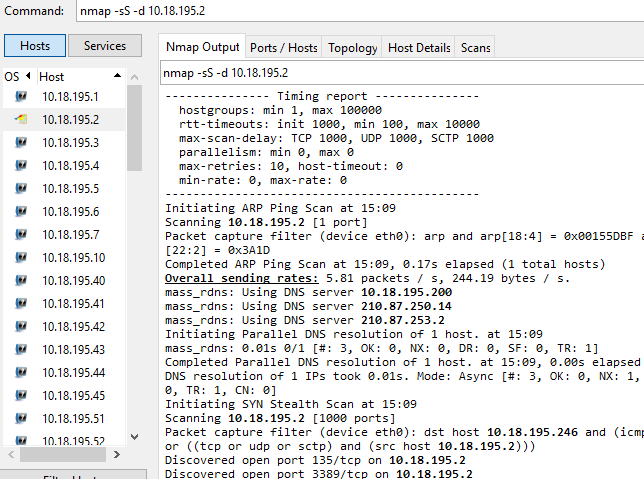 Command: nmap -sS -d 10.18.195.2
Hosts Services
OS Host
10.18.195.1
10.18.195.2
10.18.195.3
10.18.195.4
10.18.195.5
10.18.195.6
10.18.195.7
10.18.195.10
10.18.195.40
10.18.195.41
10.18.195.42
10.18.195.43
10.18.195.44
10.18.195.45
10.18.195.51
10.18.195.52
Nmap Output Ports / Hosts Topology Host Details Scans
nmap -sS -d 10.18.195.2
--------------- Timing report ---------------
hostgroups: min 1, max 100000
rtt-timeouts: init 1000, min 100, max 10000
max-scan-delay: TCP 1000, UDP 1000, SCTP 1000
parallelism: min 0, max 0
max-retries: 10, host-timeout: 0
min-rate: 0, max-rate: 0
---------------------------------------------
Initiating ARP Ping Scan at 15:09
Scanning 10.18.195.2 [1 port]
Packet capture filter (device eth0): arp and arp[18:4] = 0x00155DBF a
[22:2] = 0x3A1D
Completed ARP Ping Scan at 15:09, 0.17s elapsed (1 total hosts)
Overall sending rates: 5.81 packets / s, 244.19 bytes / s.
mass_rdns: Using DNS server 10.18.195.200
mass_rdns: Using DNS server 210.87.250.14
mass_rdns: Using DNS server 210.87.253.2
Initiating Parallel DNS resolution of 1 host. at 15:09
mass_rdns: 0.01s 0/1 [#: 3, OK: 0, NX: 0, DR: 0, SF: 0, TR: 1]
Completed Parallel DNS resolution of 1 host. at 15:09, 0.00s elapsed
DNS resolution of 1 IPs took 0.01s. Mode: Async [#: 3, OK: 0, NX: 1,
0, TR: 1, CN: 0]
Initiating SYN Stealth Scan at 15:09
Scanning 10.18.195.2 [1000 ports]
Packet capture filter (device eth0): dst host 10.18.195.246 and (icmp
or ((tcp or udp or sctp) and (src host 10.18.195.2)))
Discovered open port 135/tcp on 10.18.195.2
Discovered open port 3389/tcp on 10.18.195.2